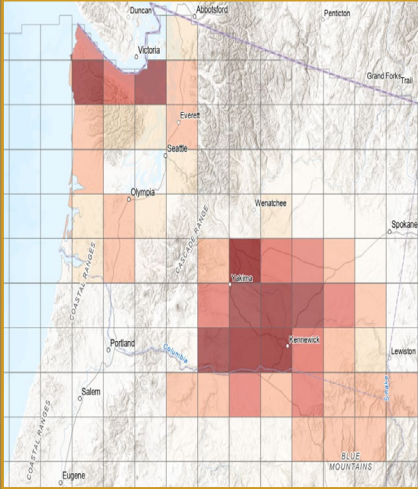 Duncan
Abbotsford
Penticton
Victoria
Grand Forks
Trail
Everett
Seattle
Olympia
Wenatchee
Spokane
CASCADE RANGE
COASTAL RANGES
Yakima
Portland
Columbia
Kennewick
Lewiston
Salem
COASTAL RANGES
BLUE
MOUNTAINS
Eugene